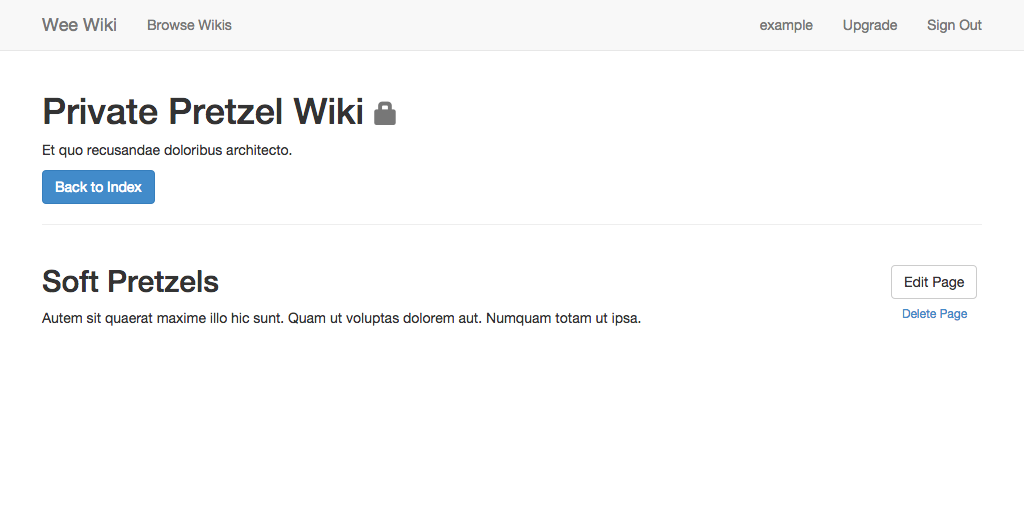 Wee Wiki Browse Wikis example Upgrade Sign Out
Private Pretzel Wiki
Et quo recusandae doloribus architecto.
Back to Index
Soft Pretzels
Edit Page
Autem sit quaerat maxime illo hic sunt. Quam ut voluptas dolorem aut. Numquam totam ut ipsa.
Delete Page